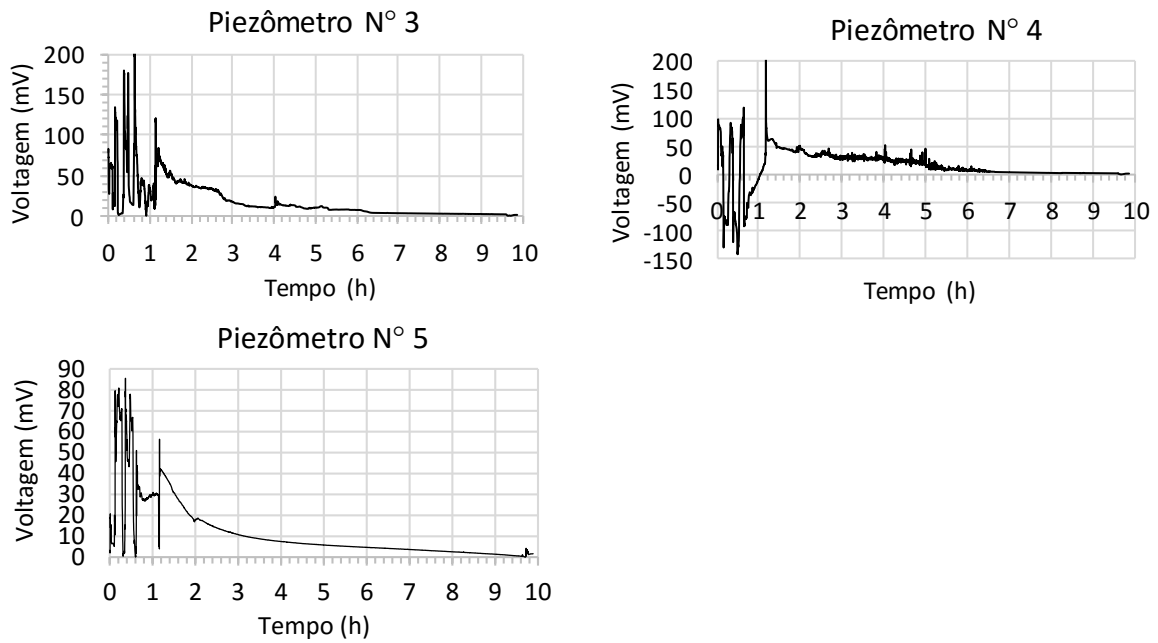 Piezômetro N° 3
Voltagem (mV)
200
150
100
50
0
0 1 2 3 4 5 6 7 8 9 10
Tempo (h)
Piezômetro N° 4
Voltagem (mV)
200
150
100
50
0
-50
-100
-150
0 1 2 3 4 5 6 7 8 9 10
Tempo (h)
Piezômetro N° 5
Voltagem (mV)
90
80
70
60
50
40
30
20
10
0
0 1 2 3 4 5 6 7 8 9 10
Tempo (h)